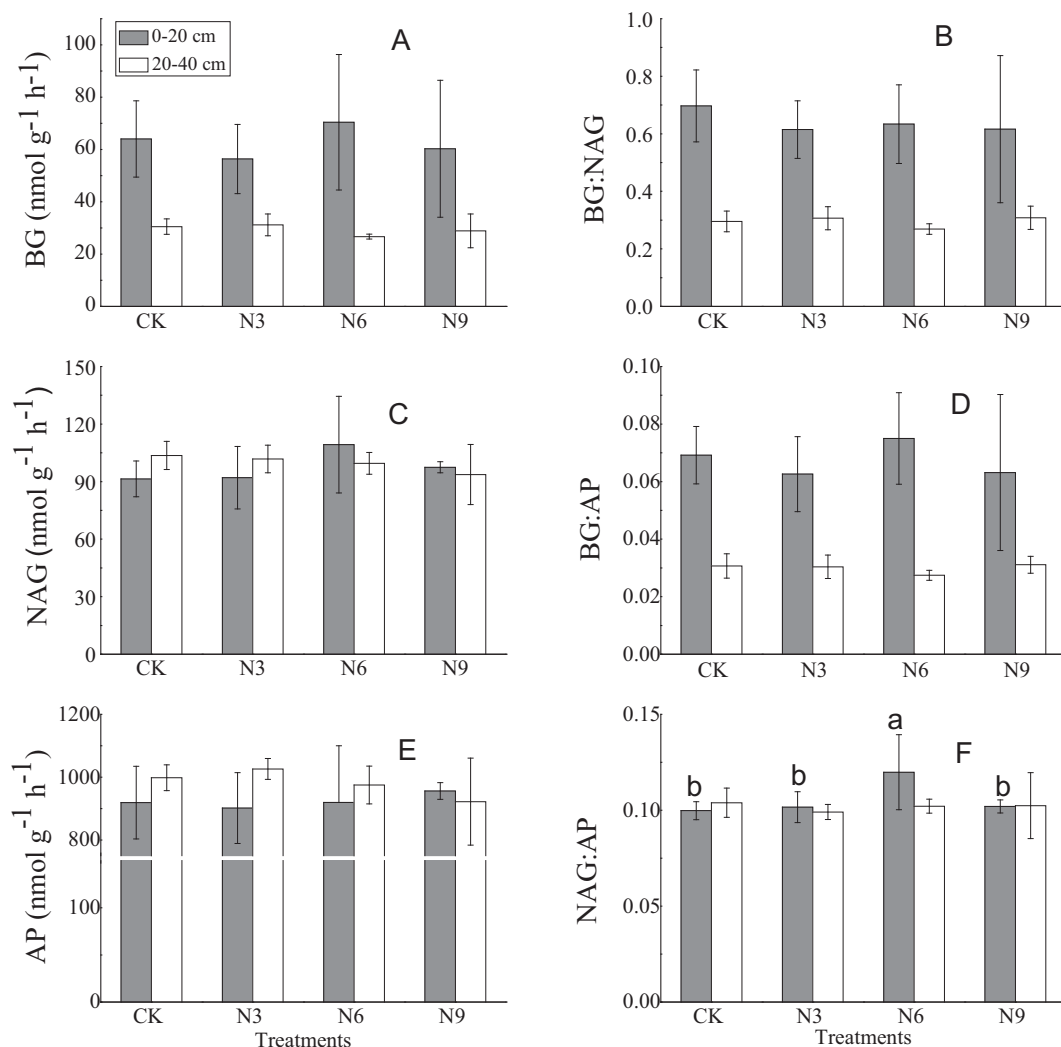 0-20 cm
20-40 cm
A
BG (nmol g-1 h-1)
100
80
60
40
20
0
CK N3 N6 N9
B
BG:NAG
1.0
0.8
0.6
0.4
0.2
0.0
CK N3 N6 N9
C
NAG (nmol g-1 h-1)
150
120
90
60
30
0
CK N3 N6 N9
D
BG:AP
0.10
0.08
0.06
0.04
0.02
0.00
CK N3 N6 N9
E
AP (nmol g-1 h-1)
1200
1000
800
100
0
CK N3 N6 N9
Treatments
F
NAG:AP
0.15
0.10
0.05
0.00
b b a b
CK N3 N6 N9
Treatments